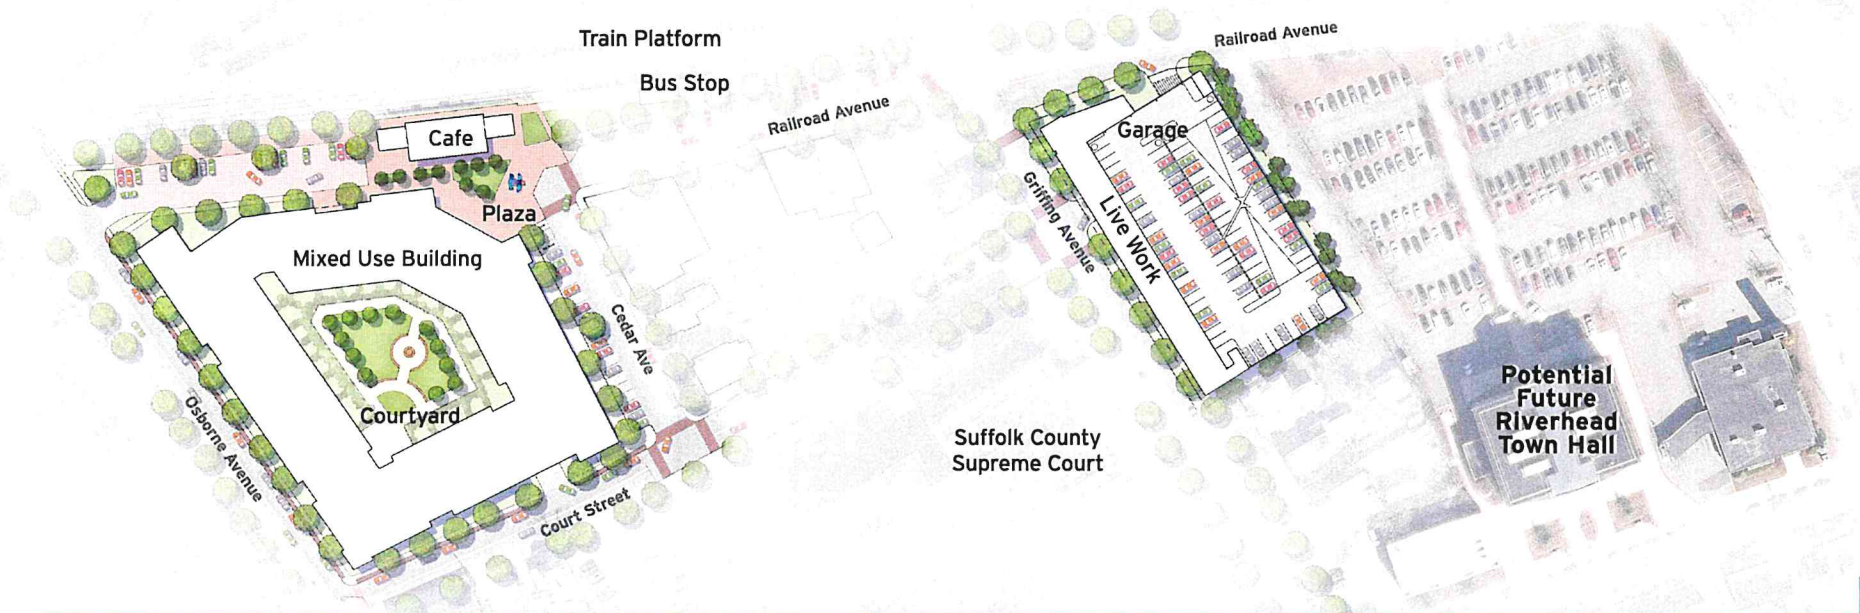 Train Platform
Bus Stop
Railroad Avenue
Railroad Avenue
Cafe
Plaza
Mixed Use Building
Courtyard
Cedar Ave
Osborne Avenue
Court Street
Garage
Live Work
Griffing Avenue
Suffolk County
Supreme Court
Potential
Future
Riverhead
Town Hall